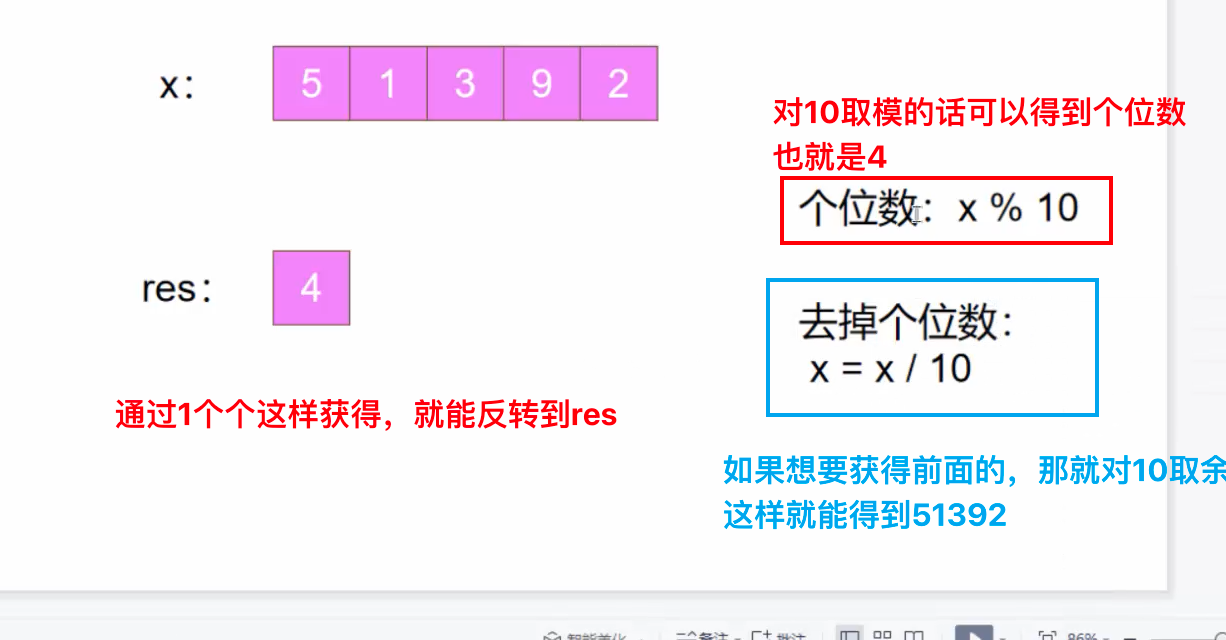 x: 5 1 3 9 2
对10取模的话可以得到个位数
也就是4
个位数：x % 10
res: 4
去掉个位数：
x = x / 10
通过1个个这样获得，就能反转到res
如果想要获得前面的，那就对10取余
这样就能得到51392
智能美化
备注
批注
86%